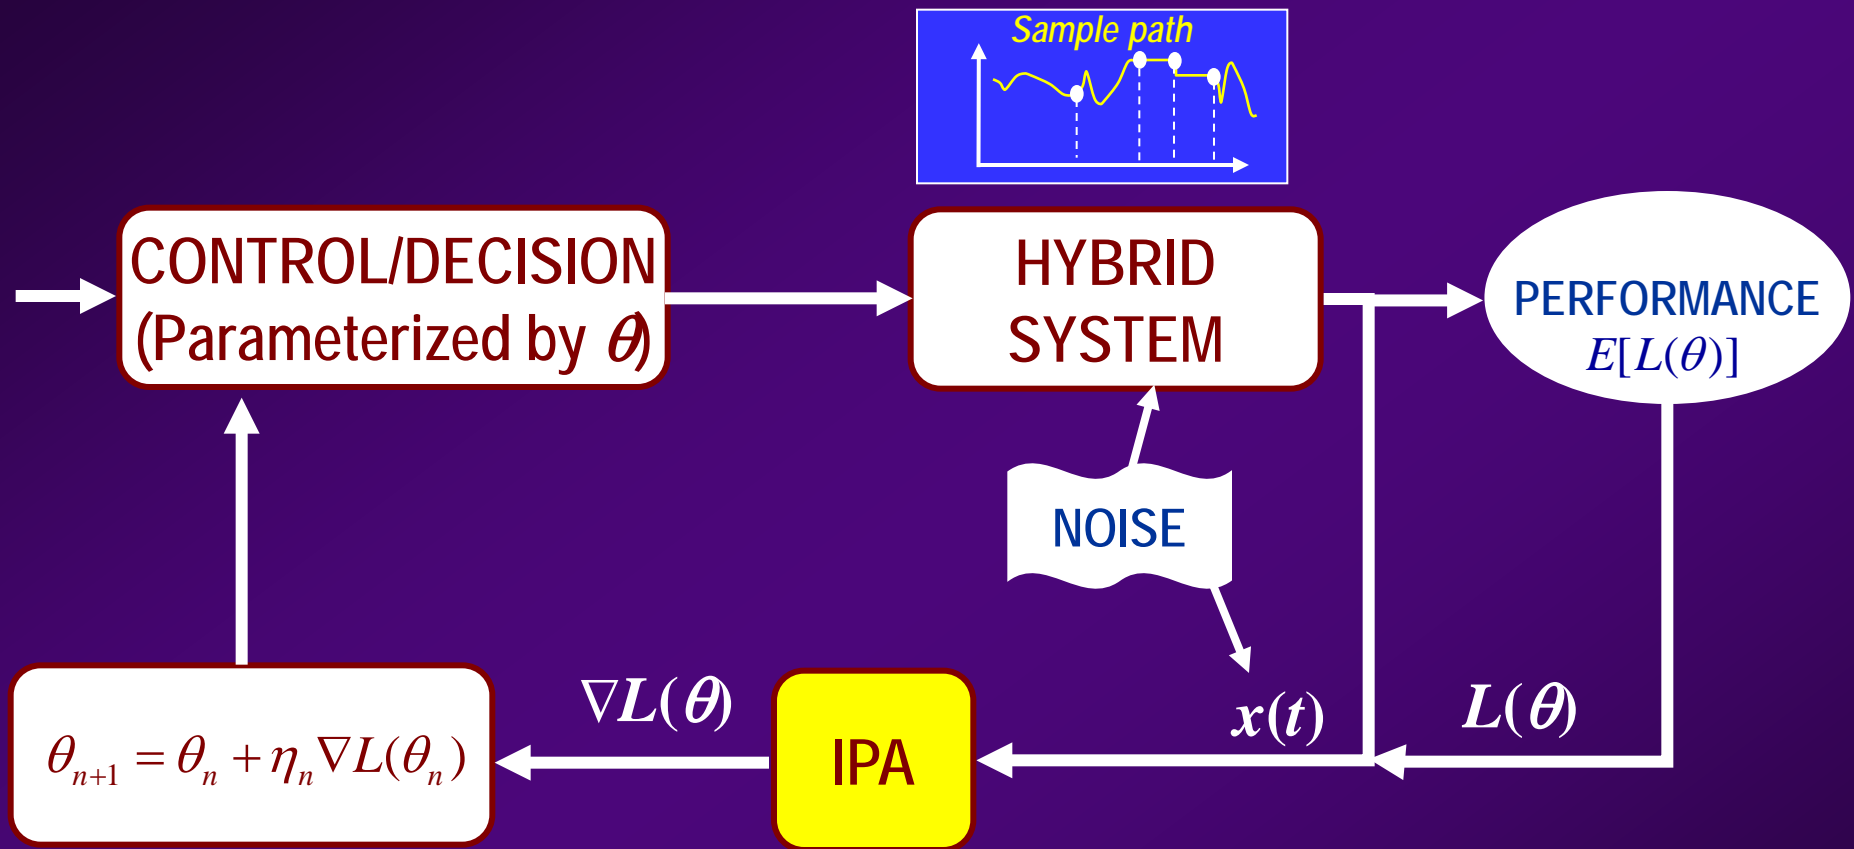 Sample path
CONTROL/DECISION
(Parameterized by θ)
HYBRID
SYSTEM
PERFORMANCE
E[L(θ)]
NOISE
x(t)
L(θ)
∇L(θ)
IPA
θₙ₊₁ = θₙ + ηₙ∇L(θₙ)